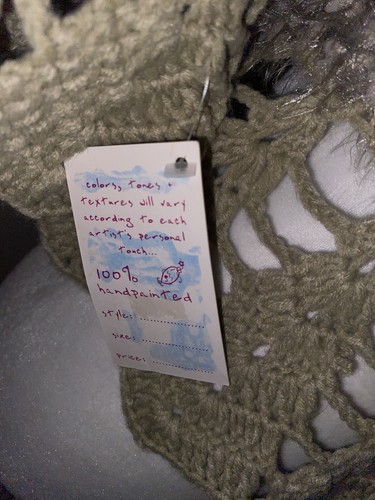 colors, tones +
textures will vary
according to each
artist's personal
touch...
100%
handpainted
style:
size:
price: